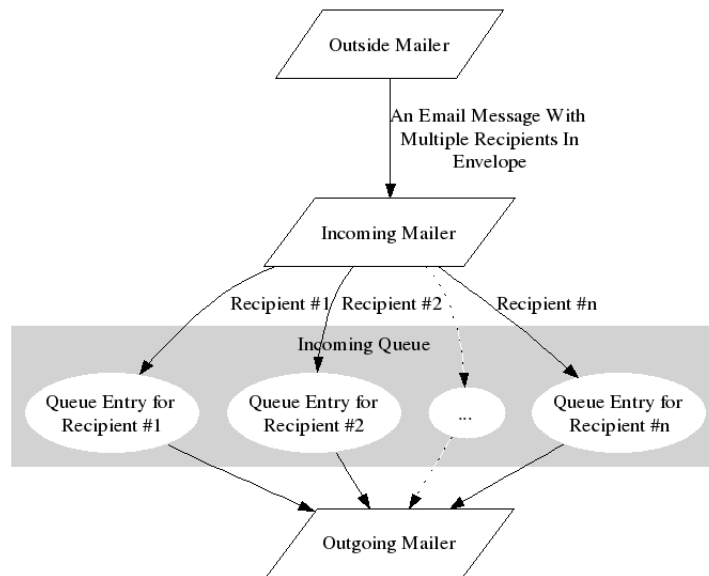 Outside Mailer
An Email Message With
Multiple Recipients In
Envelope
Incoming Mailer
Recipient #1
Recipient #2
Recipient #n
Incoming Queue
Queue Entry for
Recipient #1
Queue Entry for
Recipient #2
...
Queue Entry for
Recipient #n
Outgoing Mailer